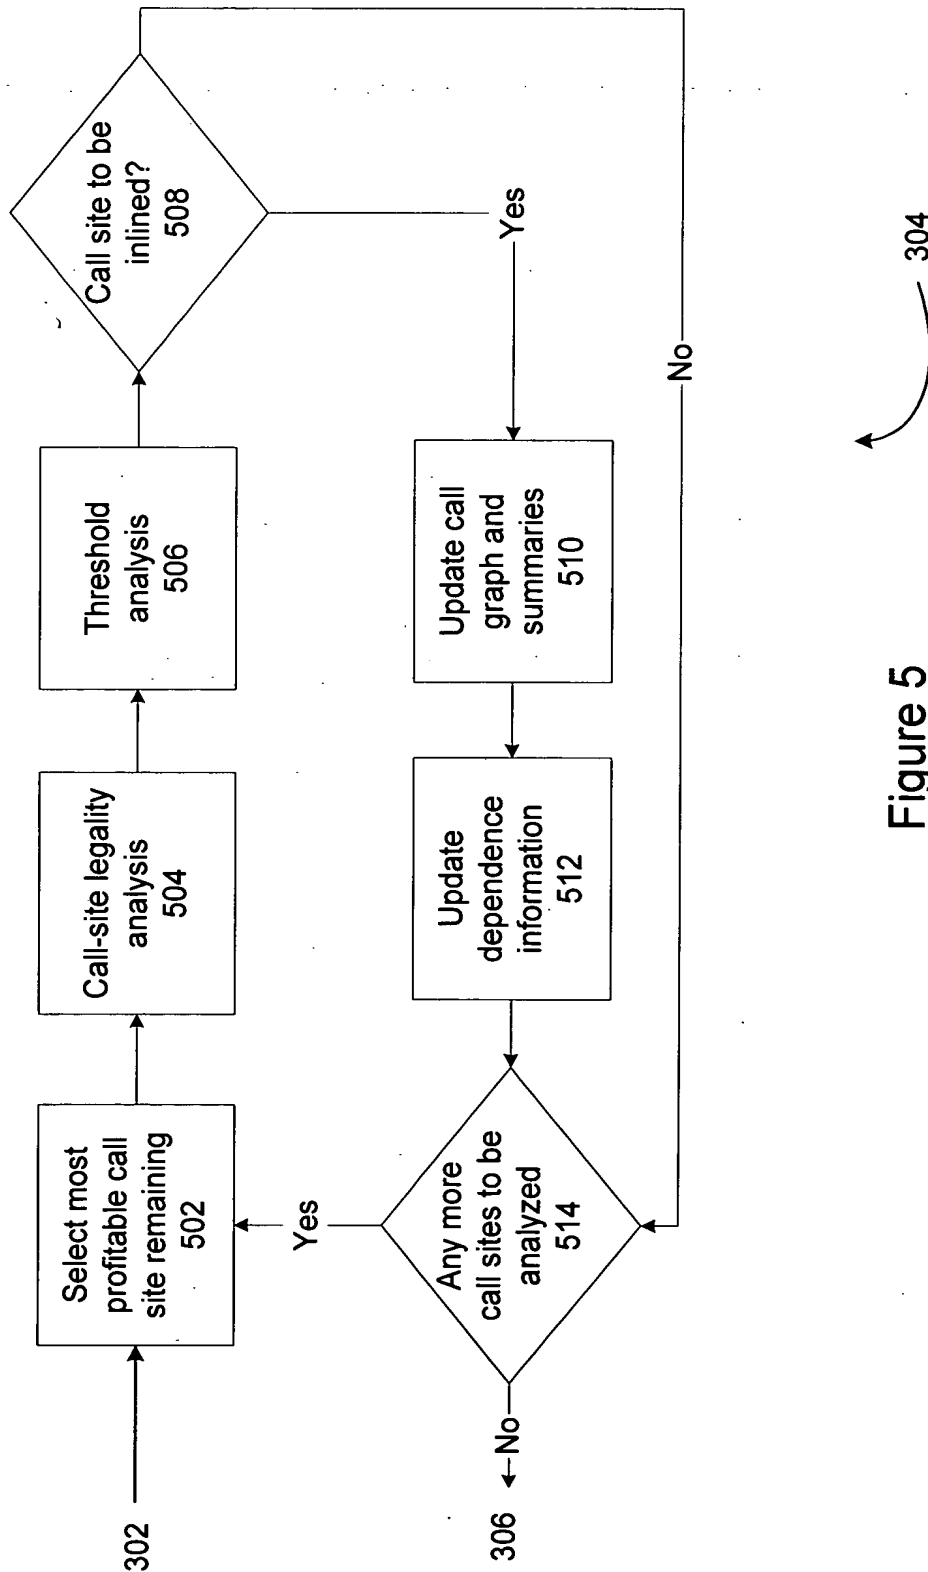 302
Select most
profitable call
site remaining
502
Call-site legality
analysis
504
Threshold
analysis
506
Call site to be
inlined?
508
Yes
Update call
graph and
summaries
510
Update
dependence
information
512
Any more
call sites to be
analyzed
514
Yes
No
306
No
304
Figure 5